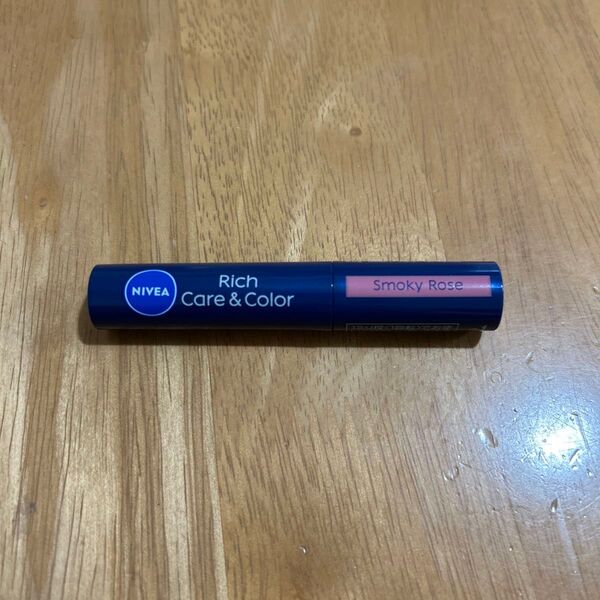 NIVEA
Rich
Care & Color
Smoky Rose